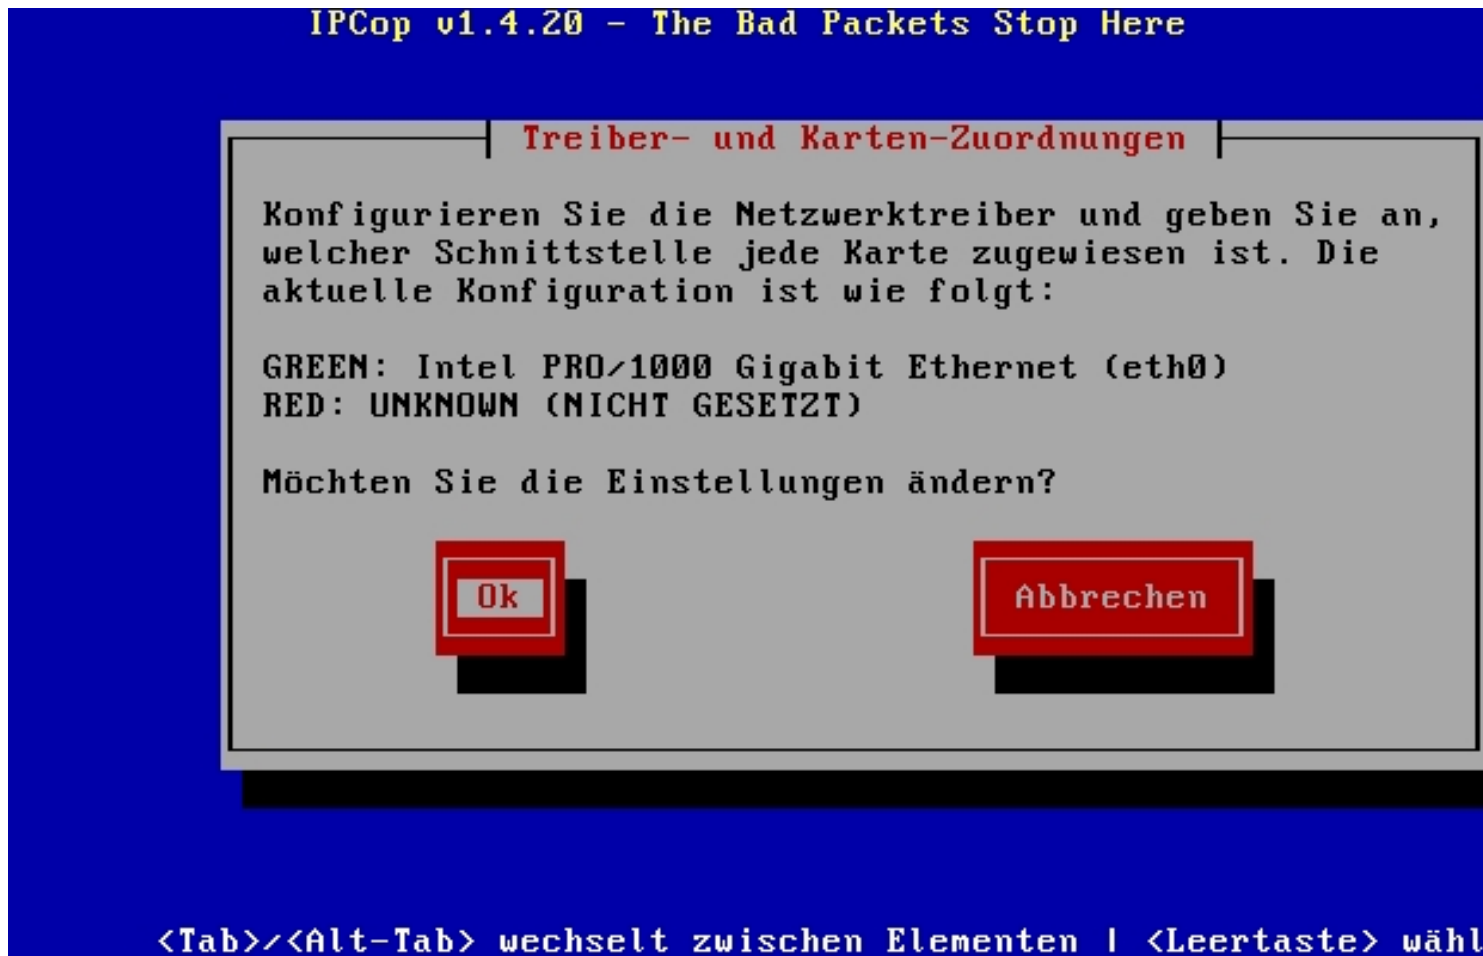 IPCop v1.4.20 - The Bad Packets Stop Here
Treiber- und Karten-Zuordnungen
Konfigurieren Sie die Netzwerktreiber und geben Sie an,
welcher Schnittstelle jede Karte zugewiesen ist. Die
aktuelle Konfiguration ist wie folgt:
GREEN: Intel PRO/1000 Gigabit Ethernet (eth0)
RED: UNKNOWN (NICHT GESETZT)
Möchten Sie die Einstellungen ändern?
Ok
Abbrechen
<Tab>/<Alt-Tab> wechselt zwischen Elementen | <Leertaste> wähl